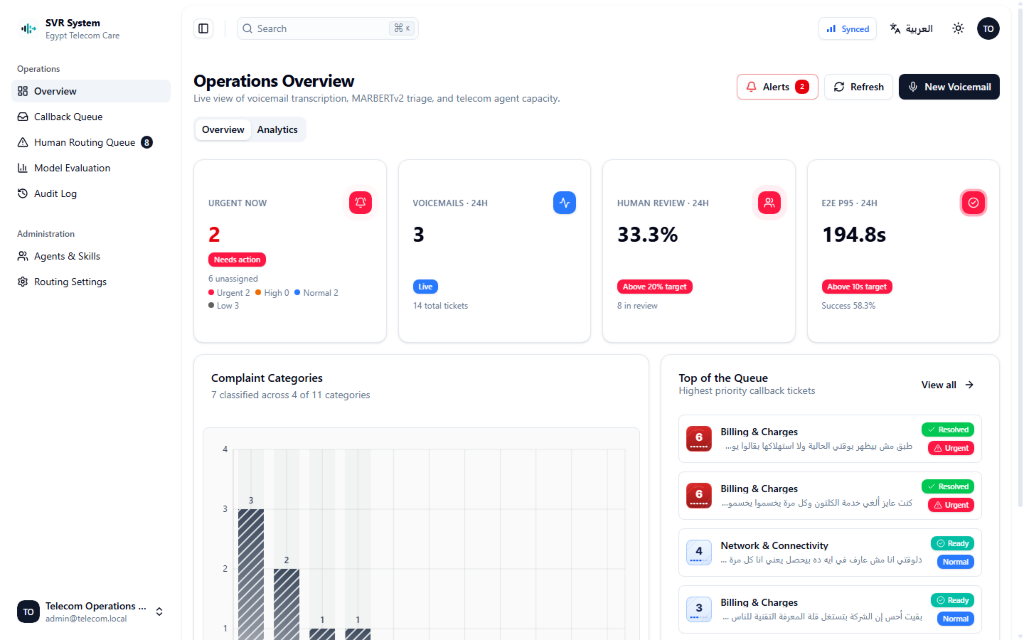 SVR System
Egypt Telecom Care
Operations
Overview
Callback Queue
Human Routing Queue 8
Model Evaluation
Audit Log
Administration
Agents & Skills
Routing Settings
TO
Telecom Operations ...
admin@telecom.local
Search ⌘ K
Synced
العربية
TO
Operations Overview
Live view of voicemail transcription, MARBERTv2 triage, and telecom agent capacity.
Alerts 2
Refresh
New Voicemail
Overview Analytics
URGENT NOW
2
Needs action
6 unassigned
Urgent 2 High 0 Normal 2
Low 3
VOICEMAILS · 24H
3
Live
14 total tickets
HUMAN REVIEW · 24H
33.3%
Above 20% target
8 in review
E2E P95 · 24H
194.8s
Above 10s target
Success 58.3%
Complaint Categories
7 classified across 4 of 11 categories
4
3
2
1
3
2
1
1
Top of the Queue
Highest priority callback tickets
View all →
6
Billing & Charges
طبق مش بيظهر بوقتي الحالية ولا استهلاكها بقالوا يو...
Resolved
Urgent
6
Billing & Charges
كنت عايز ألغي خدمة الكلتون وكل مرة يخسموا يحسمو...
Resolved
Urgent
4
Network & Connectivity
دلوقتي انا مش عارف في ايه ده بيحصل يعني انا كل مرة ...
Ready
Normal
3
Billing & Charges
بقيت أحس إن الشركة بتستغل قلة المعرفة التقنية للناس ...
Ready
Normal